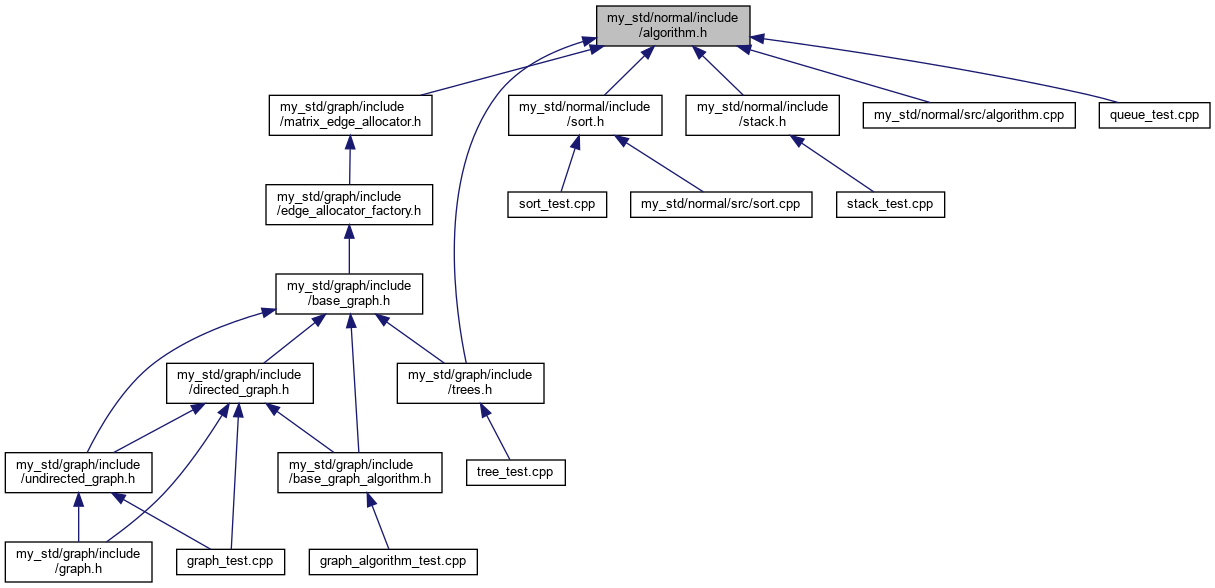 my_std/normal/include
/algorithm.h
my_std/graph/include
/matrix_edge_allocator.h
my_std/normal/include
/sort.h
my_std/normal/include
/stack.h
my_std/normal/src/algorithm.cpp
queue_test.cpp
my_std/graph/include
/edge_allocator_factory.h
sort_test.cpp
my_std/normal/src/sort.cpp
stack_test.cpp
my_std/graph/include
/base_graph.h
my_std/graph/include
/directed_graph.h
my_std/graph/include
/trees.h
my_std/graph/include
/undirected_graph.h
my_std/graph/include
/base_graph_algorithm.h
tree_test.cpp
my_std/graph/include
/graph.h
graph_test.cpp
graph_algorithm_test.cpp